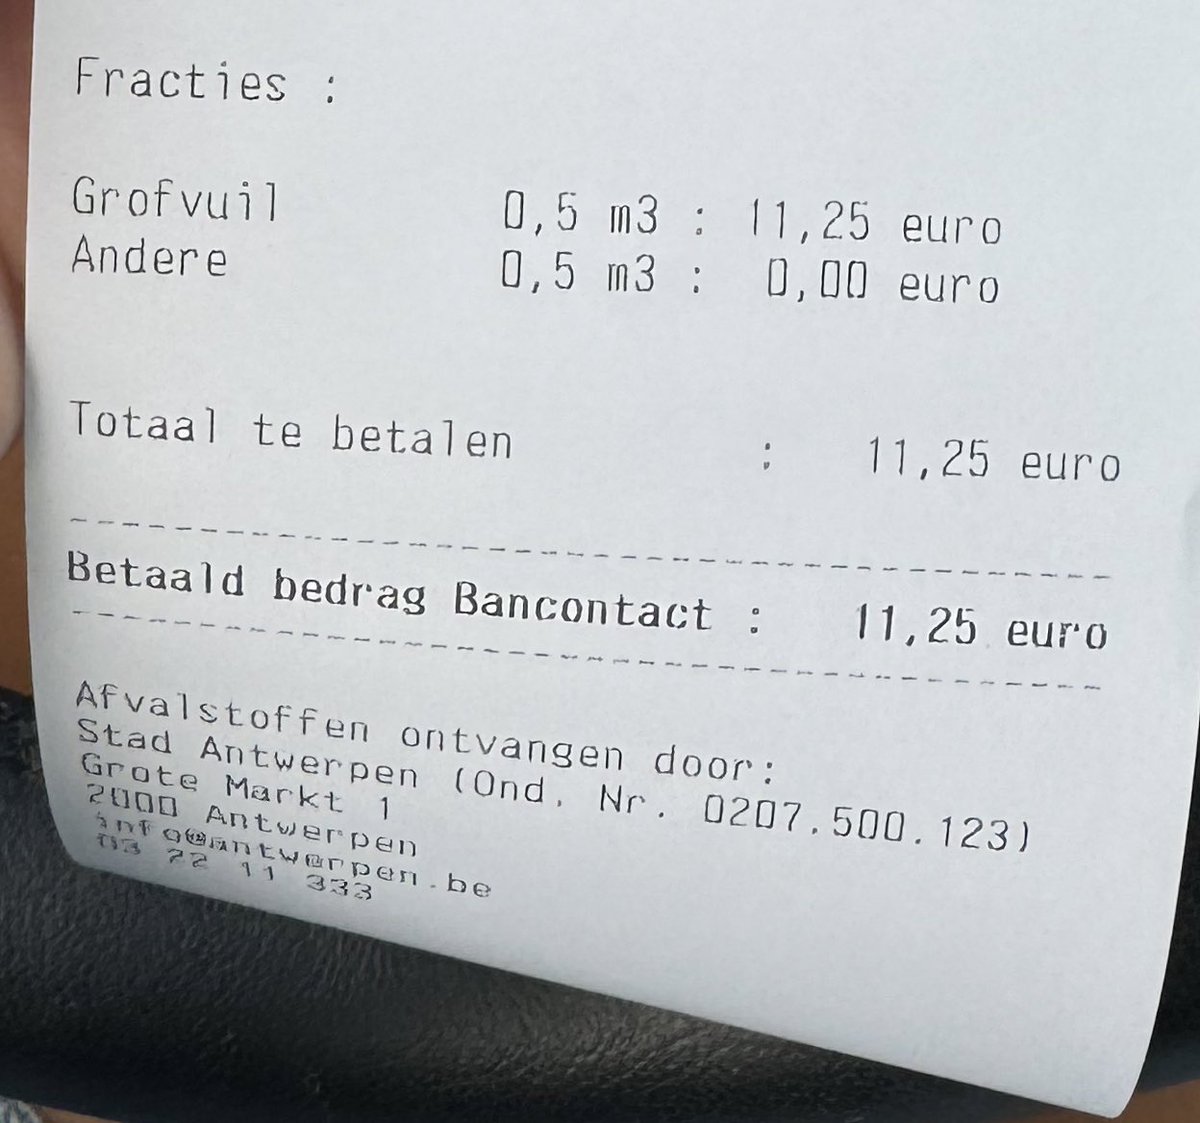 Fracties :
Grofvuil 0,5 m3 : 11,25 euro
Andere 0,5 m3 : 0,00 euro
Totaal te betalen : 11,25 euro
Betaald bedrag Bancontact : 11,25 euro
Afvalstoffen ontvangen door:
Stad Antwerpen (Ond. Nr. 0207.500.123)
Grote Markt 1
2000 Antwerpen
info@antwerpen.be
03 22 11 333